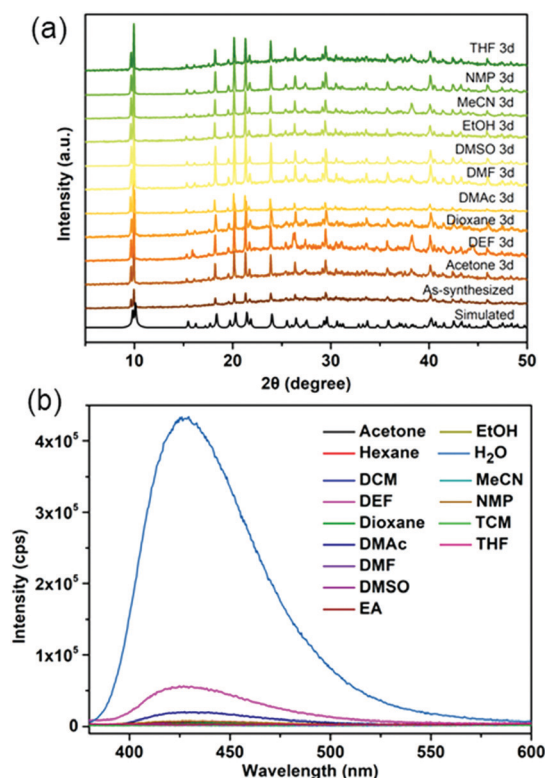 (a)
THF 3d
NMP 3d
MeCN 3d
EtOH 3d
DMSO 3d
DMF 3d
DMAc 3d
Dioxane 3d
DEF 3d
Acetone 3d
As-synthesized
Simulated
Intensity (a.u.)
10 20 30 40 50
2θ (degree)
(b)
4x10⁵
3x10⁵
2x10⁵
1x10⁵
0
Intensity (cps)
Acetone EtOH
Hexane H₂O
DCM MeCN
DEF NMP
Dioxane TCM
DMAc THF
DMF
DMSO
EA
400 450 500 550 600
Wavelength (nm)